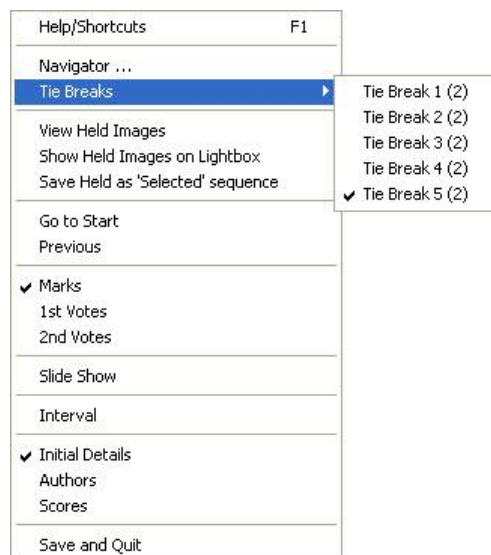 Help/Shortcuts F1
Navigator ...
Tie Breaks
Tie Break 1 (2)
Tie Break 2 (2)
Tie Break 3 (2)
Tie Break 4 (2)
Tie Break 5 (2)
View Held Images
Show Held Images on Lightbox
Save Held as 'Selected' sequence
Go to Start
Previous
Marks
1st Votes
2nd Votes
Slide Show
Interval
Initial Details
Authors
Scores
Save and Quit